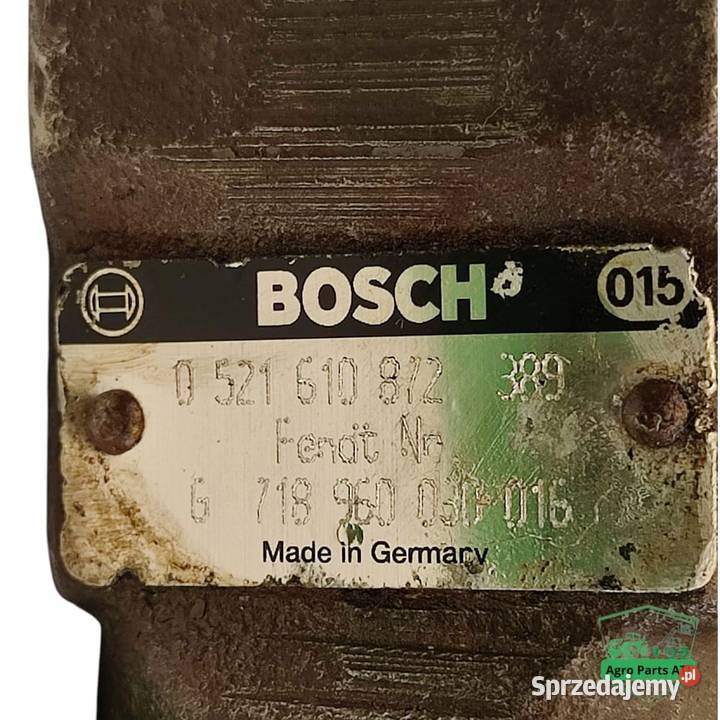 BOSCH 015
0 521 610 872 389
Fendt Nr.
G 718 960 030 016
Made in Germany
Agro Parts AT
Sprzedajemy.pl